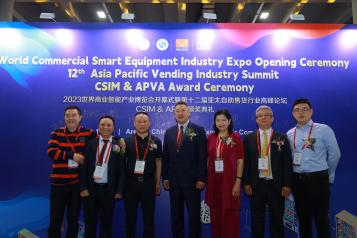 World Commercial Smart Equipment Industry Expo Opening Ceremony
12th Asia Pacific Vending Industry Summit
CSIM & APVA Award Ceremony
2023世界商业智能产业博览会开幕式暨第十二届亚太自助售货行业高峰论坛
CSIM & AP
颁奖典礼